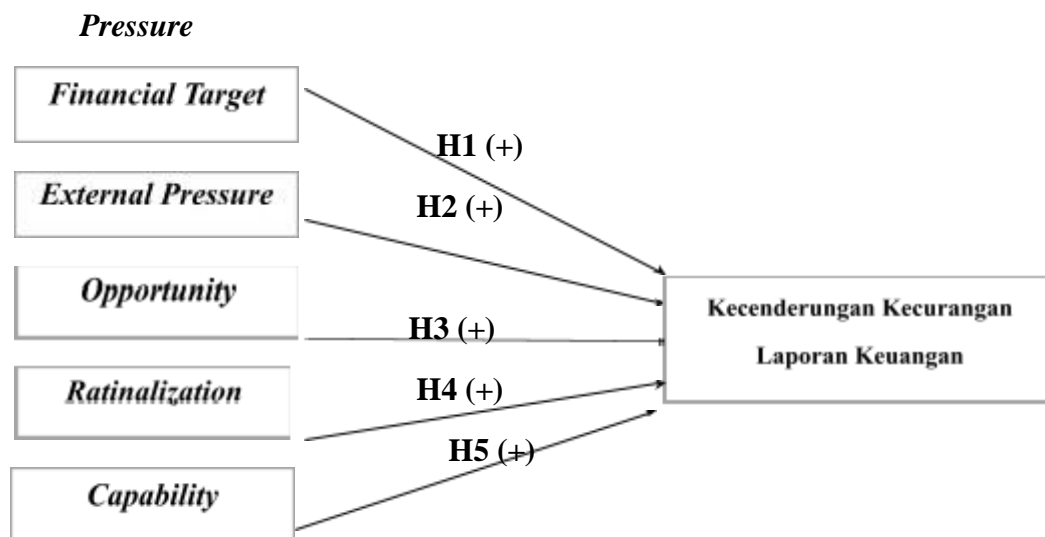 Pressure
Financial Target
H1 (+)
External Pressure
H2 (+)
Opportunity
Kecenderungan Kecurangan
Laporan Keuangan
H3 (+)
Ratinalization
H4 (+)
H5 (+)
Capability